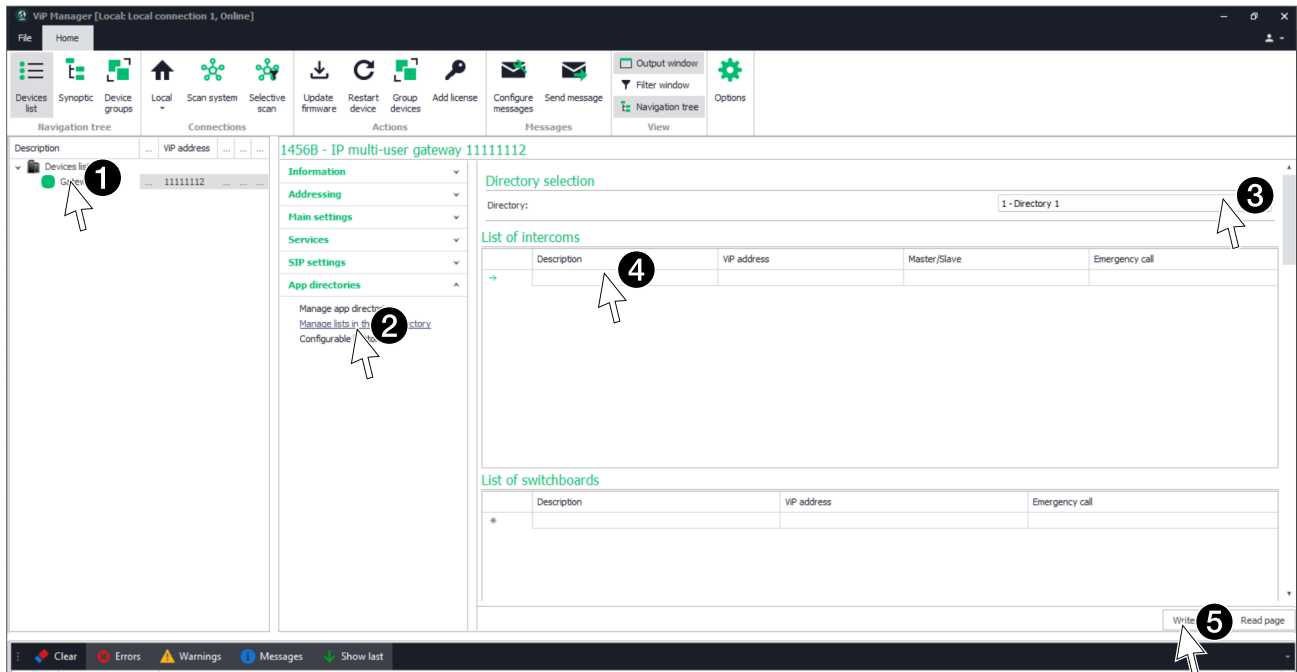 ViP Manager [Local: Local connection 1, Online]
File Home
Devices list Synoptic Device groups Local Scan system Selective scan Update firmware Restart device Group devices Add license Configure messages Send message Output window Filter window Navigation tree Options
Navigation tree Connections Actions Messages View
Description ... ViP address ... ... ...
Devices
1
... 11111112 ... ... ...
1456B - IP multi-user gateway 11111112
Information
Addressing
Main settings
Services
SIP settings
App directories
Manage app
Manage lists in
2
Configurable
Directory selection
Directory: 1 - Directory 1
3
List of intercoms
Description ViP address Master/Slave Emergency call
4
List of switchboards
Description ViP address Emergency call
Write 5 Read page
Clear Errors Warnings Messages Show last